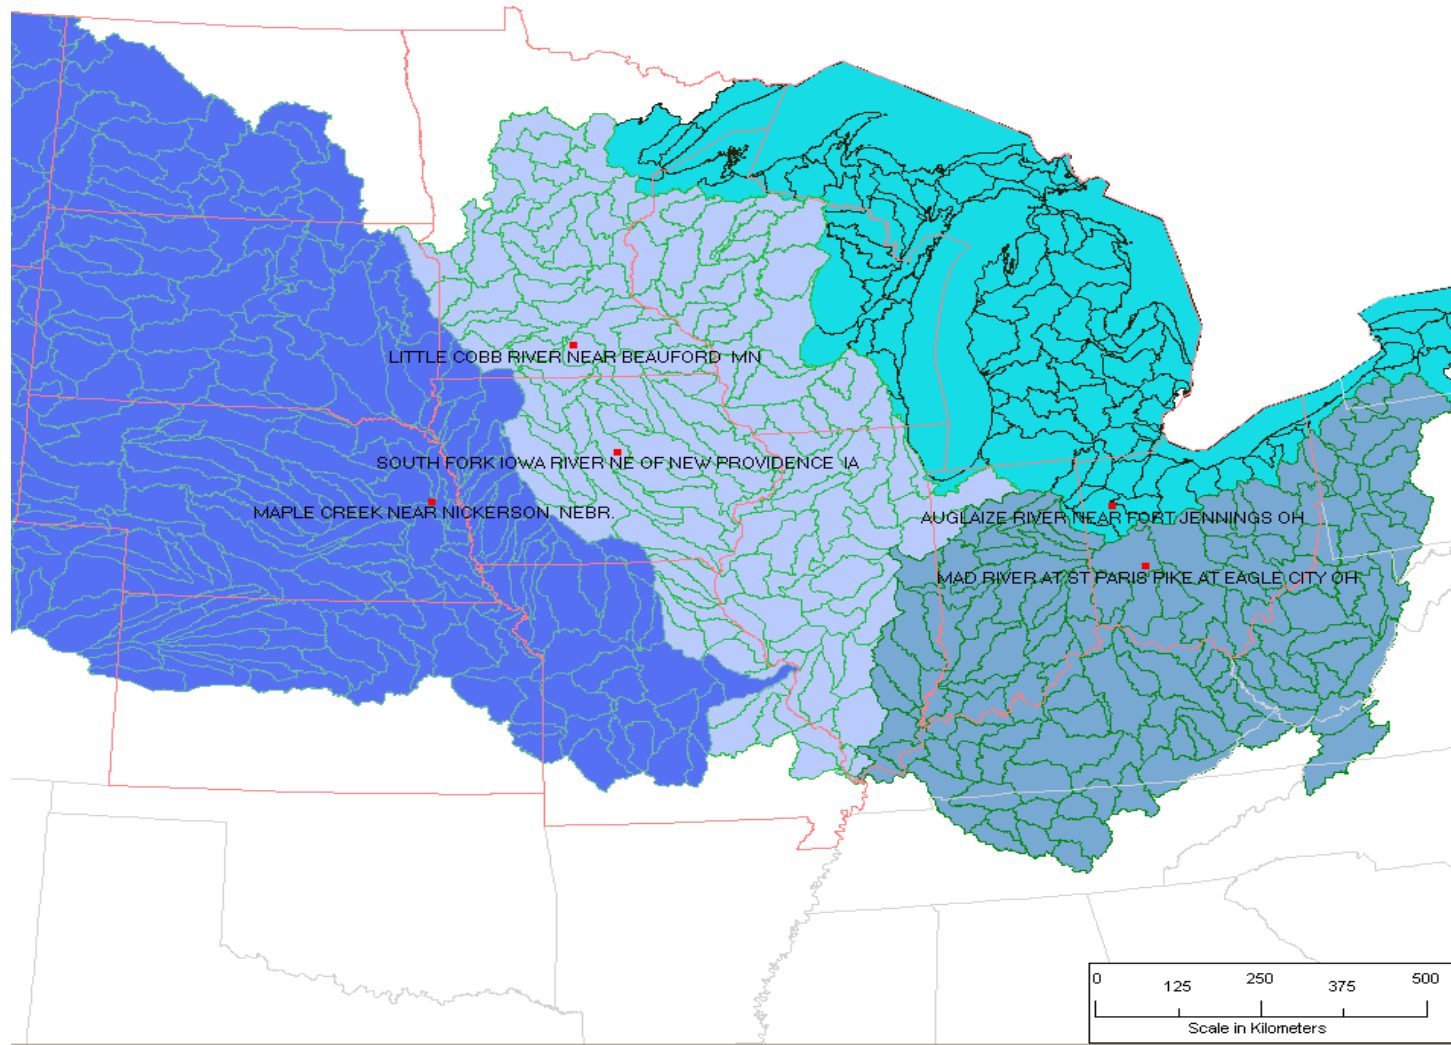 LITTLE COBB RIVER NEAR BEAUFORD MN
SOUTH FORK IOWA RIVER NE OF NEW PROVIDENCE IA
MAPLE CREEK NEAR NICKERSON NEBR.
AUGLAIZE RIVER NEAR FORT JENNINGS OH
MAD RIVER AT ST PARIS PIKE AT EAGLE CITY OH
0 125 250 375 500
Scale in Kilometers